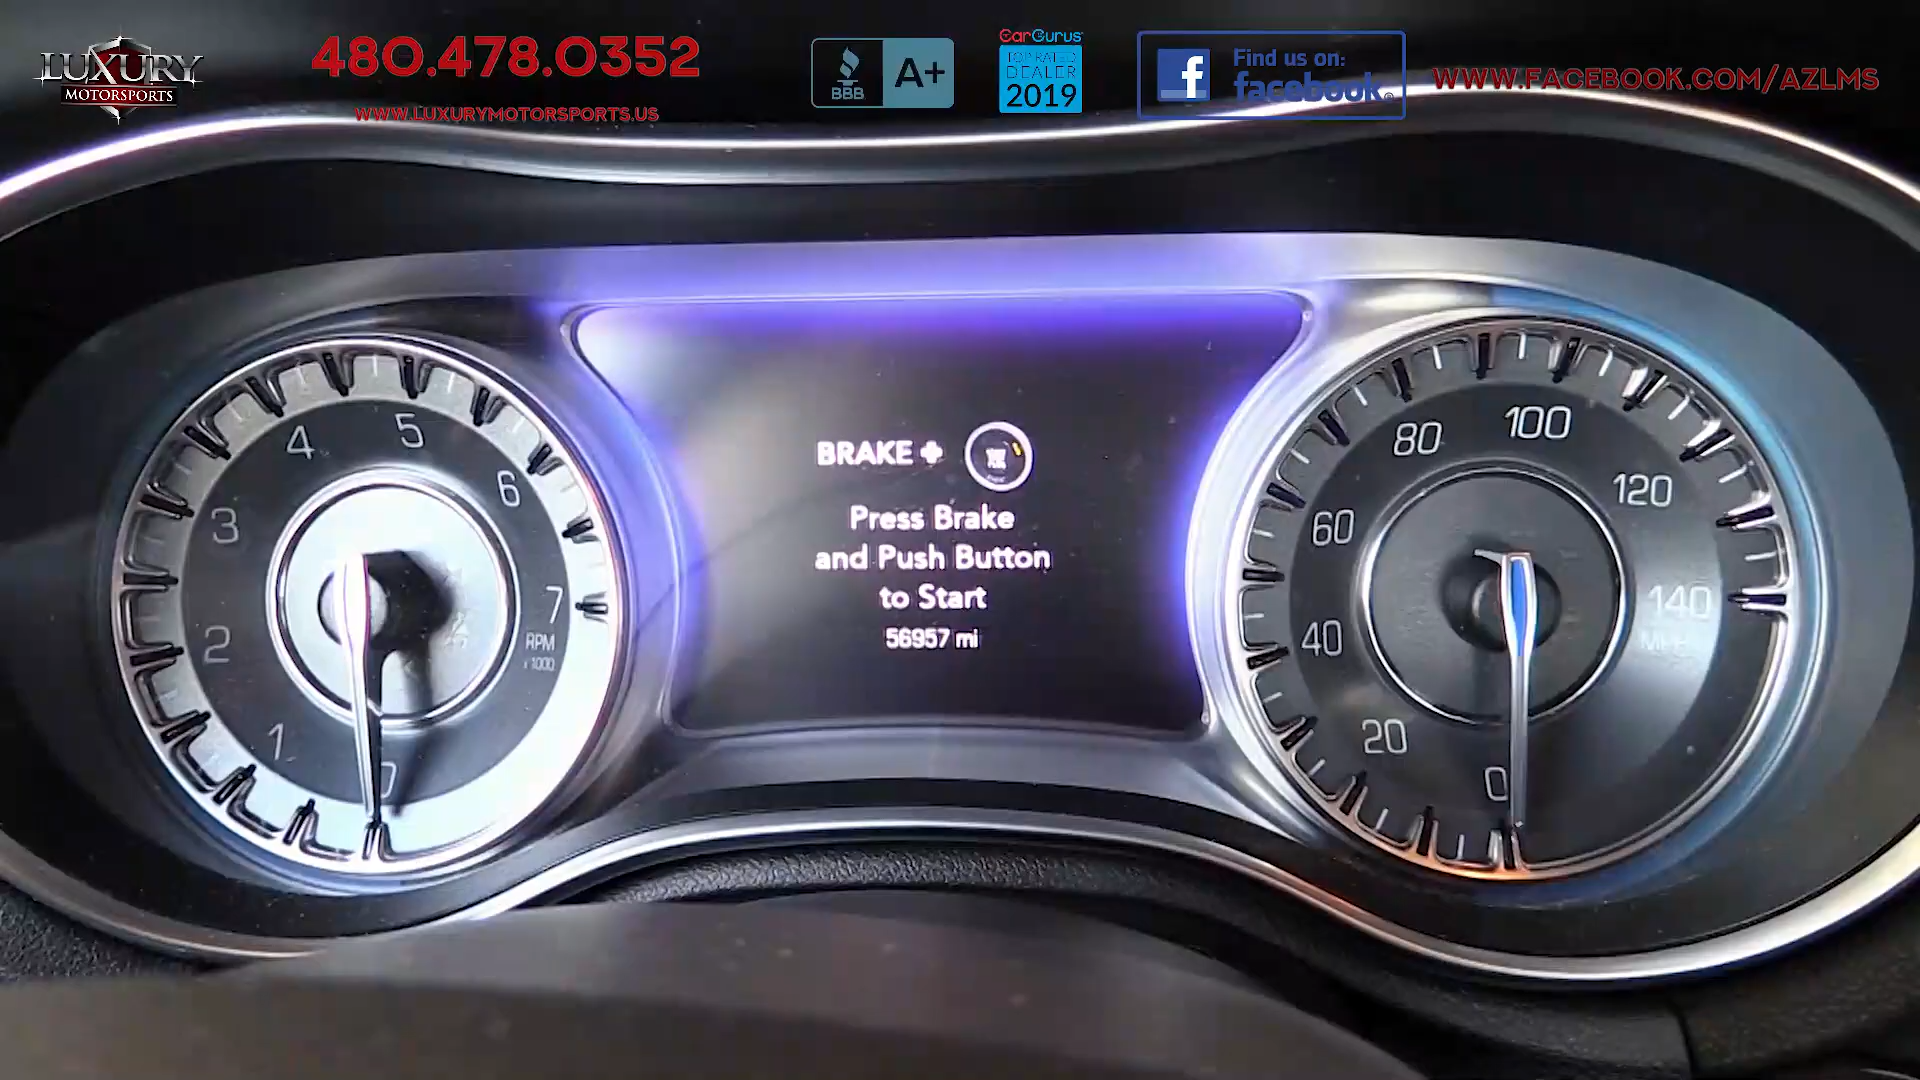 LUXURY
MOTORSPORTS
480.478.0352
WWW.LUXURYMOTORSPORTS.US
BBB
A+
CarGurus
TOP RATED
DEALER
2019
f
Find us on:
facebook®
WWW.FACEBOOK.COM/AZLMS
0
1
2
3
4
5
6
7
RPM
x 1000
BRAKE +
Press Brake
and Push Button
to Start
56957 mi
0
20
40
60
80
100
120
140
MPH